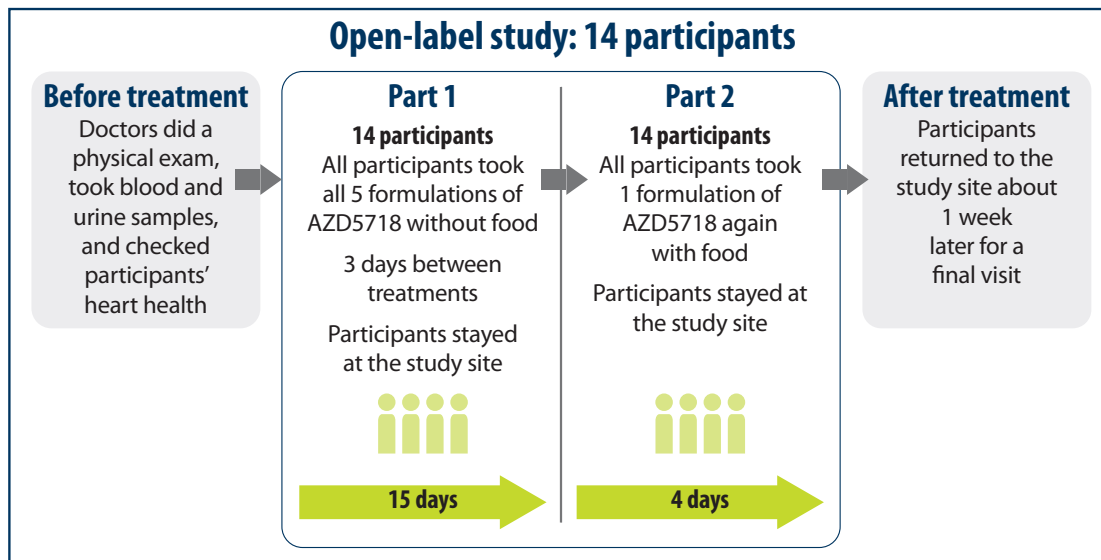 Open-label study: 14 participants
Before treatment
Doctors did a
physical exam,
took blood and
urine samples,
and checked
participants'
heart health
Part 1
14 participants
All participants took
all 5 formulations of
AZD5718 without food
3 days between
treatments
Participants stayed
at the study site
15 days
Part 2
14 participants
All participants took
1 formulation of
AZD5718 again
with food
Participants stayed at
the study site
4 days
After treatment
Participants
returned to the
study site about
1 week
later for a
final visit